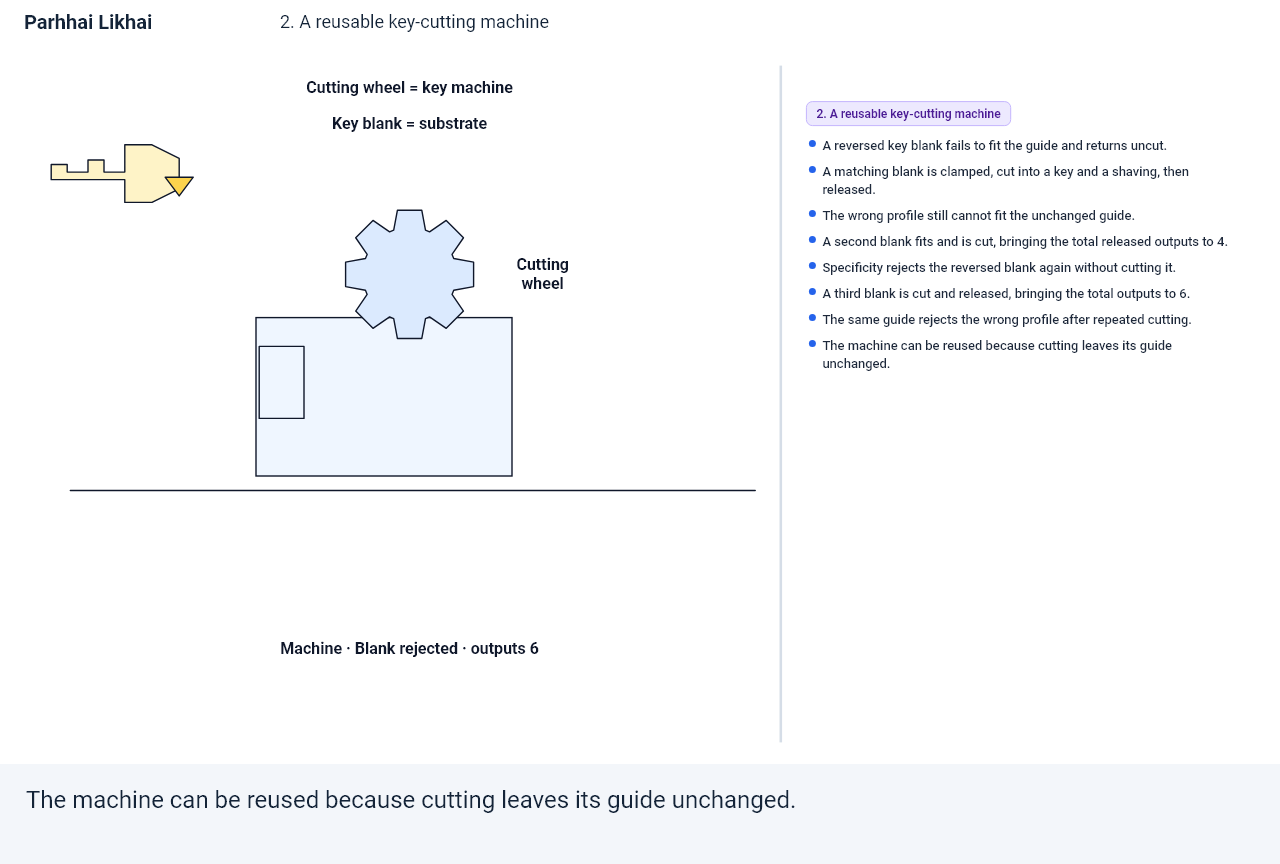 Parhhai Likhai
2. A reusable key-cutting machine
Cutting wheel = key machine
Key blank = substrate
Cutting
wheel
Machine · Blank rejected · outputs 6
2. A reusable key-cutting machine
A reversed key blank fails to fit the guide and returns uncut.
A matching blank is clamped, cut into a key and a shaving, then
released.
The wrong profile still cannot fit the unchanged guide.
A second blank fits and is cut, bringing the total released outputs to 4.
Specificity rejects the reversed blank again without cutting it.
A third blank is cut and released, bringing the total outputs to 6.
The same guide rejects the wrong profile after repeated cutting.
The machine can be reused because cutting leaves its guide
unchanged.
The machine can be reused because cutting leaves its guide unchanged.